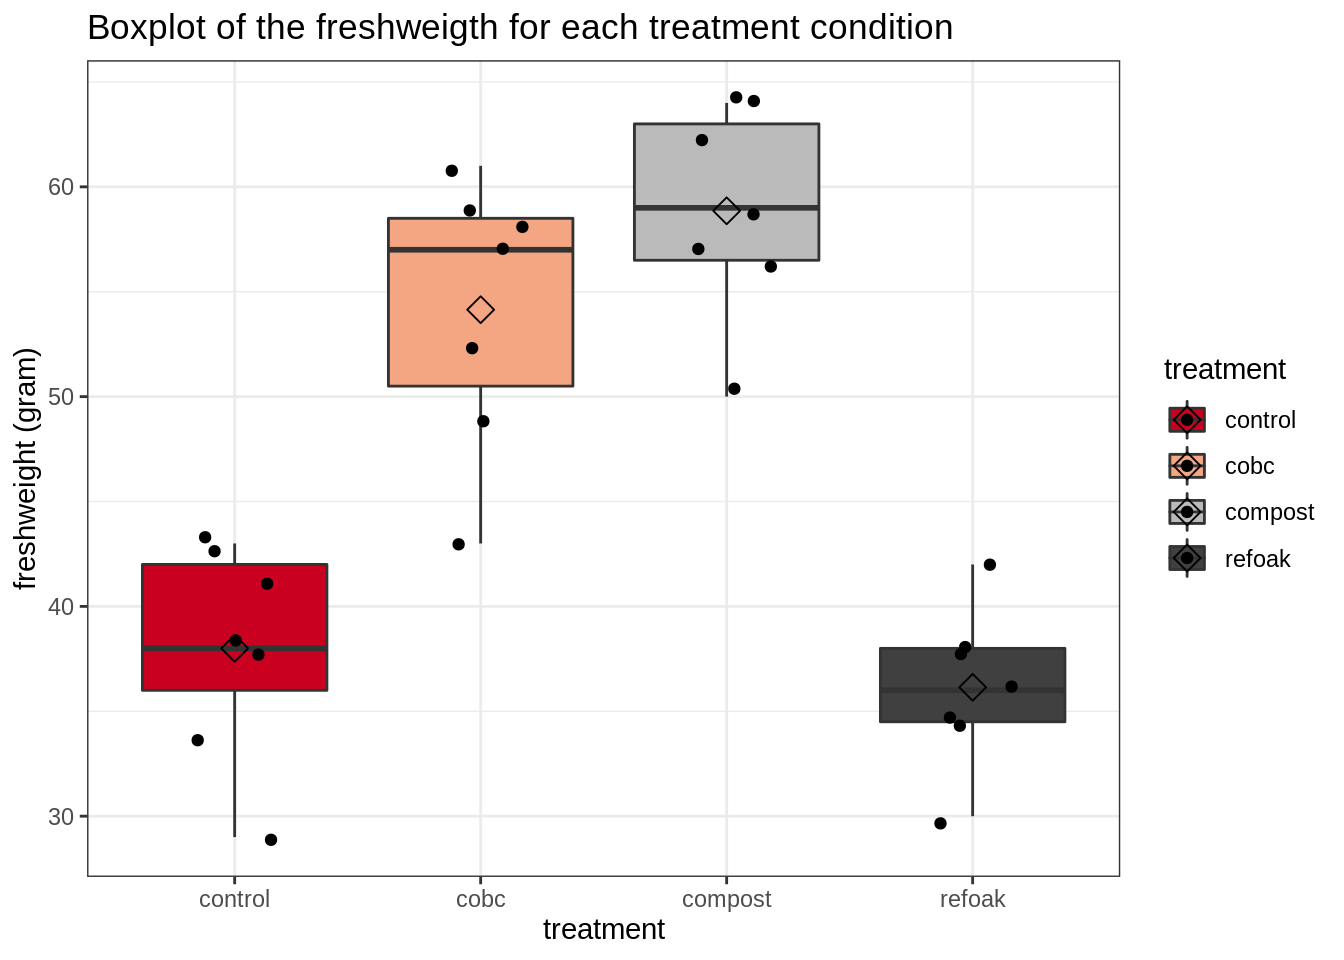 Boxplot of the freshweigth for each treatment condition
freshweight (gram)
60
50
40
30
control
cobc
compost
refoak
treatment
treatment
control
cobc
compost
refoak